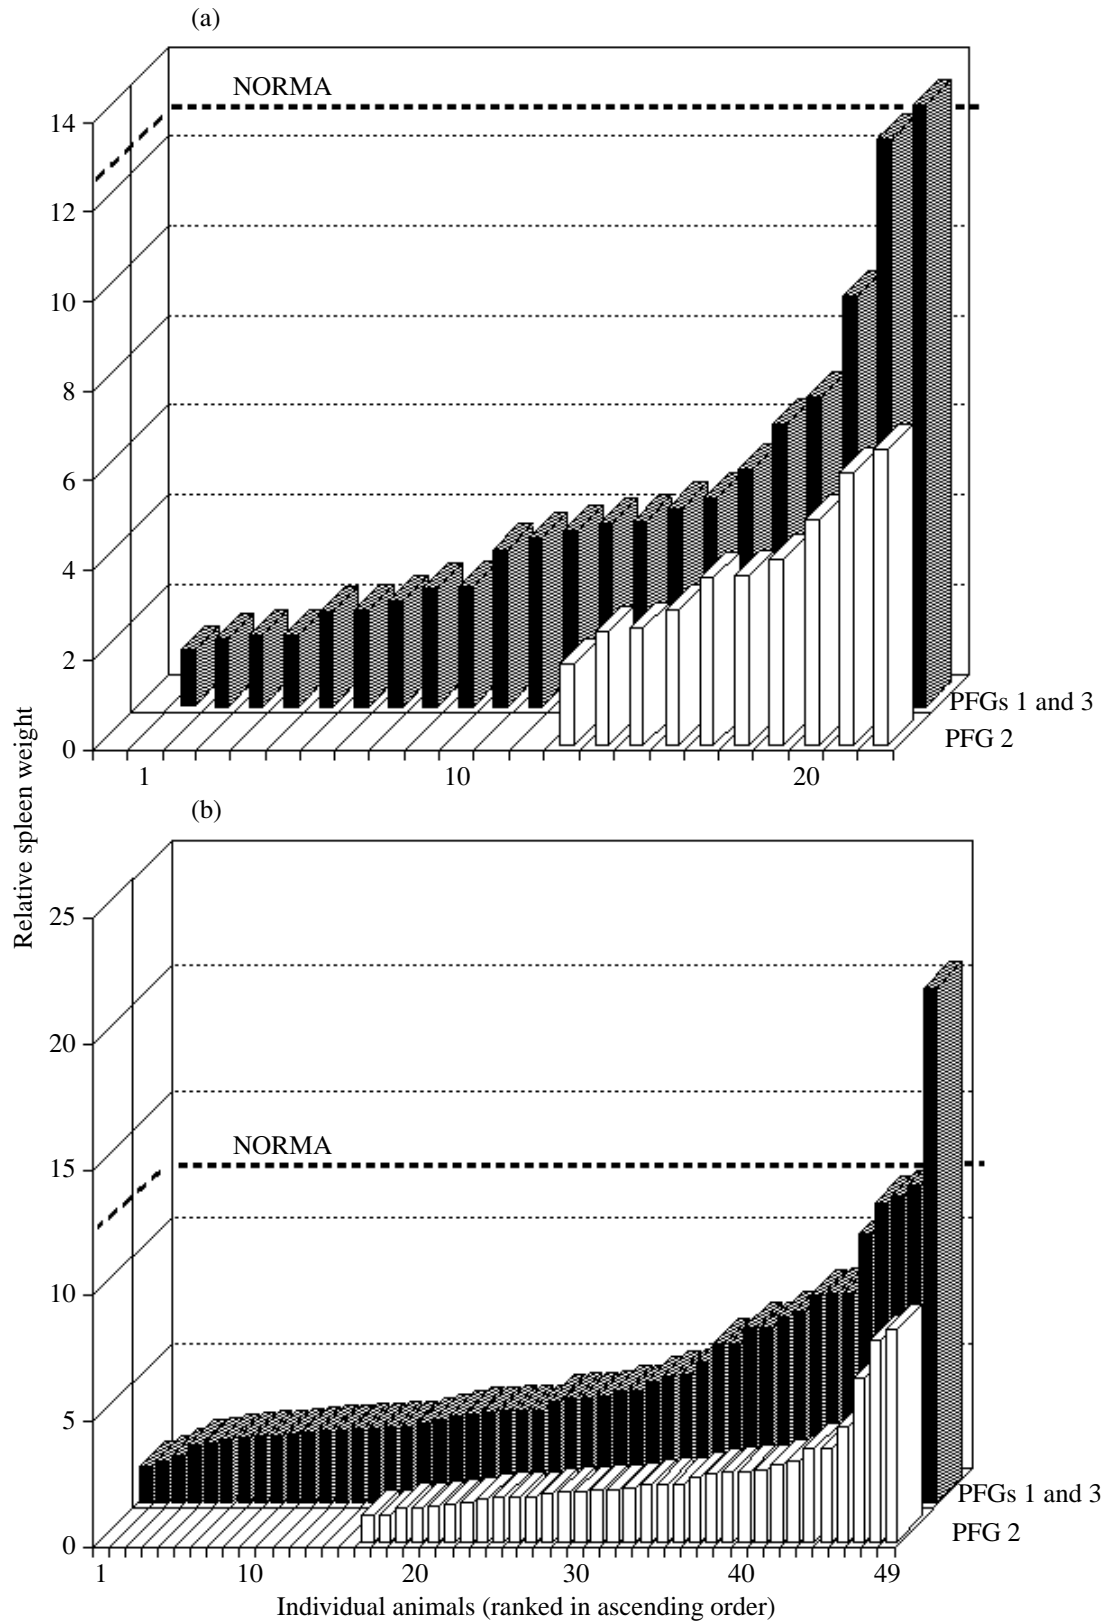 (a)
NORMA
14
12
10
8
6
4
2
0
PFGs 1 and 3
PFG 2
1 10 20
Relative spleen weight
(b)
25
20
NORMA
15
10
5
0
PFGs 1 and 3
PFG 2
1 10 20 30 40 49
Individual animals (ranked in ascending order)